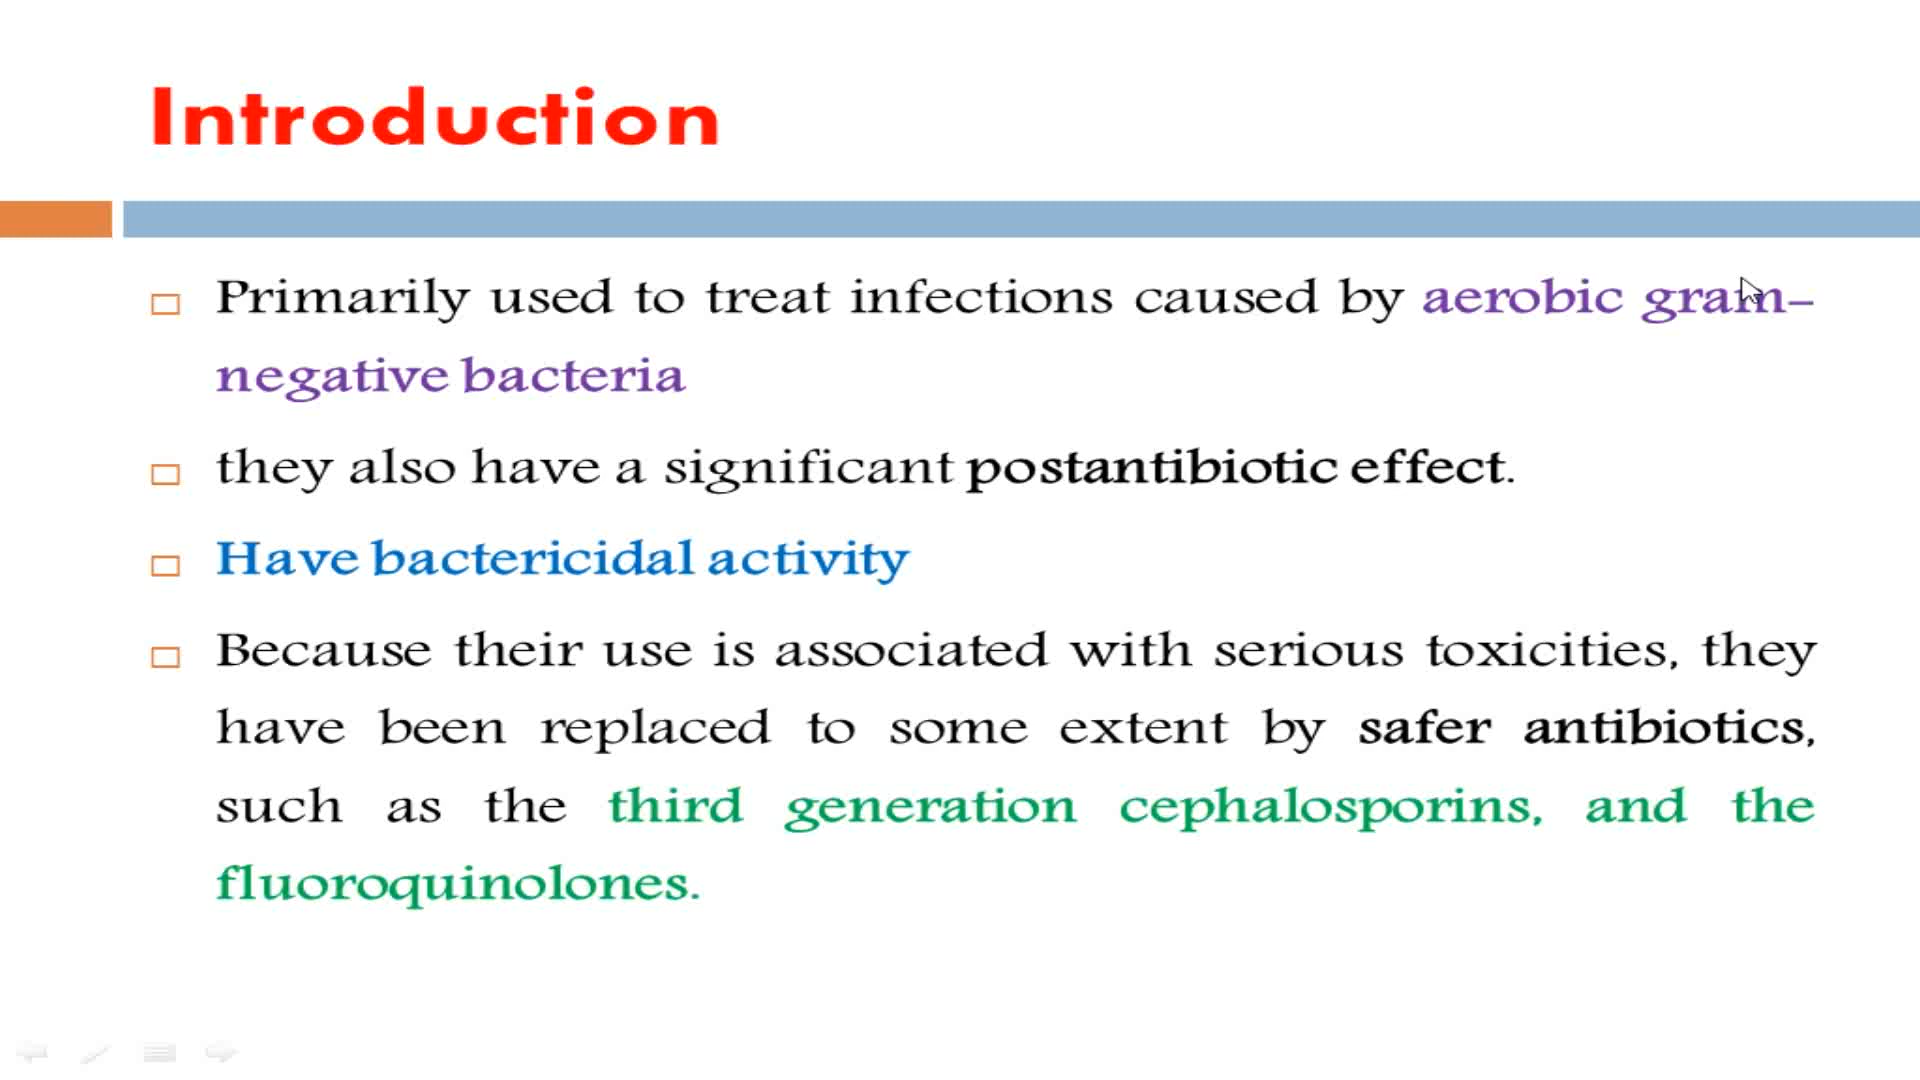 Introduction
Primarily used to treat infections caused by aerobic gram-
negative bacteria
they also have a significant postantibiotic effect.
Have bactericidal activity
Because their use is associated with serious toxicities, they
have been replaced to some extent by safer antibiotics,
such as the third generation cephalosporins, and the
fluoroquinolones.